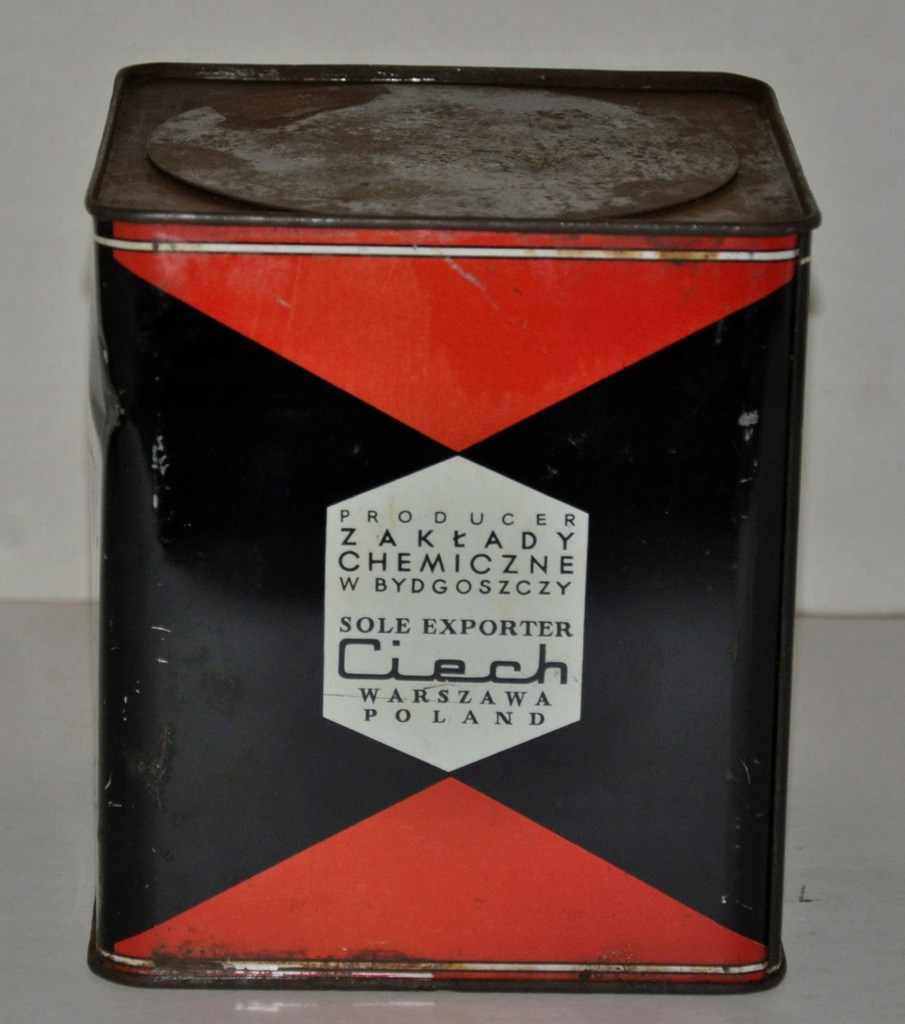 PRODUCER
ZAKŁADY
CHEMICZNE
W BYDGOSZCZY
SOLE EXPORTER
Ciech
WARSZAWA
POLAND